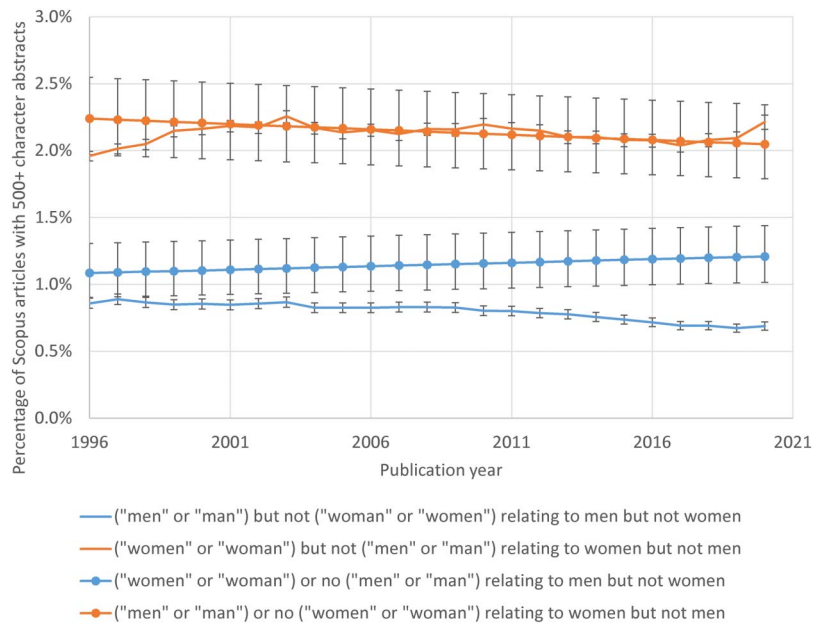 3.0%
2.5%
2.0%
1.5%
1.0%
0.5%
0.0%
Percentage of Scopus articles with 500+ character abstracts
1996
2001
2006
2011
2016
2021
Publication year
("men" or "man") but not ("woman" or "women") relating to men but not women
("women" or "woman") but not ("men" or "man") relating to women but not men
("women" or "woman") or no ("men" or "man") relating to men but not women
("men" or "man") or no ("women" or "woman") relating to women but not men